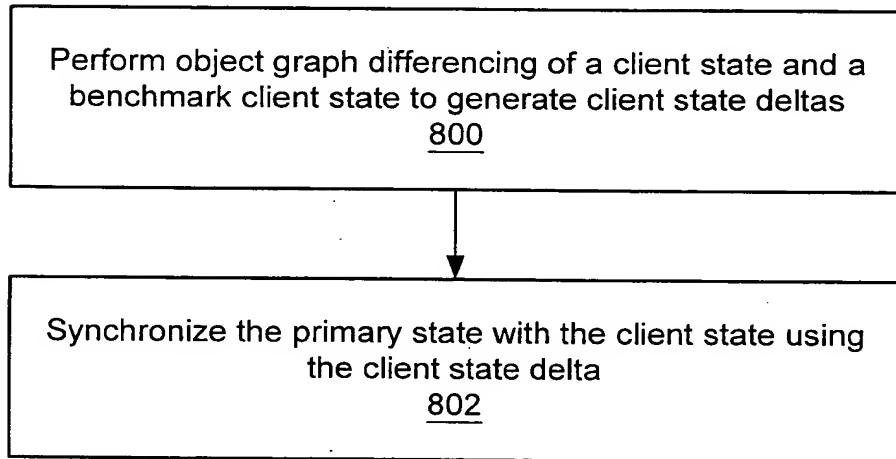 Perform object graph differencing of a client state and a
benchmark client state to generate client state deltas
800
Synchronize the primary state with the client state using
the client state delta
802